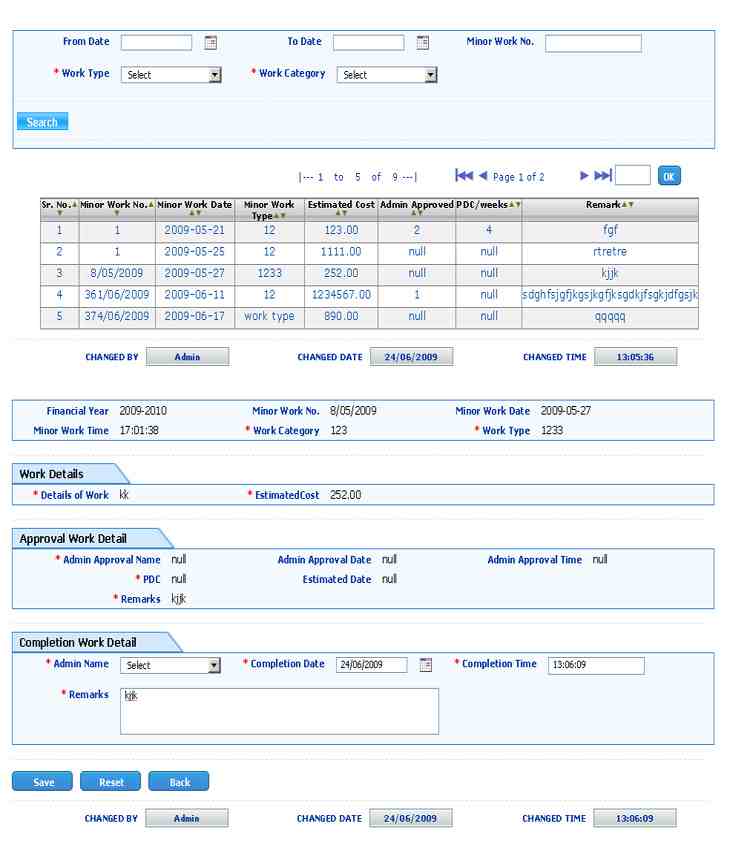 From Date To Date Minor Work No.
* Work Type Select * Work Category Select
Search
|--- 1 to 5 of 9 ---| Page 1 of 2 OK
Sr. No. Minor Work No. Minor Work Date Minor Work Type Estimated Cost Admin Approved PDC/weeks Remark
1 1 2009-05-21 12 123.00 2 4 fgf
2 1 2009-05-25 12 1111.00 null null rtretre
3 8/05/2009 2009-05-27 1233 252.00 null null kjjk
4 361/06/2009 2009-06-11 12 1234567.00 1 null sdghfsjgfjkgsjkgfjksgdkjfsgkjdfgsjk
5 374/06/2009 2009-06-17 work type 890.00 null null qqqqq
CHANGED BY Admin CHANGED DATE 24/06/2009 CHANGED TIME 13:05:36
Financial Year 2009-2010 Minor Work No. 8/05/2009 Minor Work Date 2009-05-27
Minor Work Time 17:01:38 * Work Category 123 * Work Type 1233
Work Details
* Details of Work kk * EstimatedCost 252.00
Approval Work Detail
* Admin Approval Name null Admin Approval Date null Admin Approval Time null
* PDC null Estimated Date null
* Remarks kjjk
Completion Work Detail
* Admin Name Select * Completion Date 24/06/2009 * Completion Time 13:06:09
* Remarks kjjk
Save Reset Back
CHANGED BY Admin CHANGED DATE 24/06/2009 CHANGED TIME 13:06:09